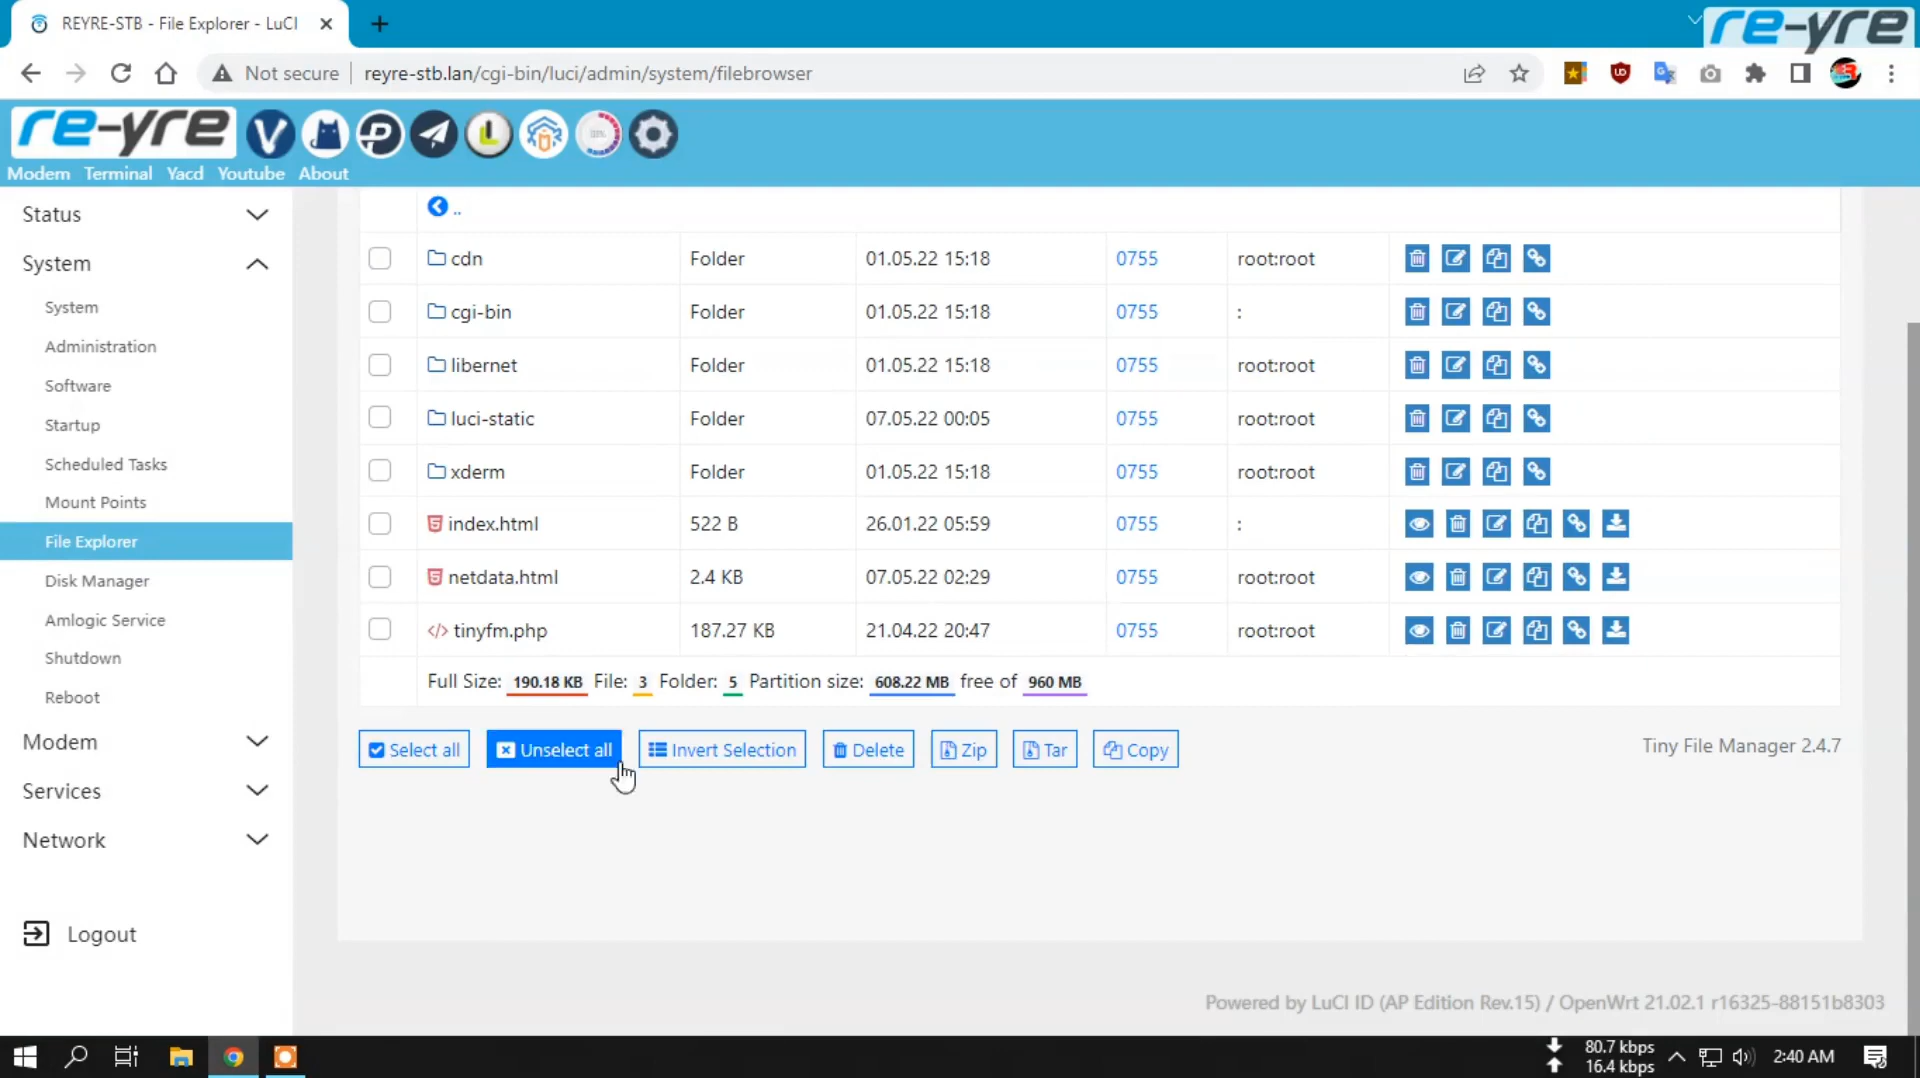 REYRE-STB - File Explorer - LuCI
re-yre
Not secure
reyre-stb.lan/cgi-bin/luci/admin/system/filebrowser
re-yre
Modem Terminal Yacd Youtube About
Status
System
System
Administration
Software
Startup
Scheduled Tasks
Mount Points
File Explorer
Disk Manager
Amlogic Service
Shutdown
Reboot
Modem
Services
Network
Logout
..
cdn Folder 01.05.22 15:18 0755 root:root
cgi-bin Folder 01.05.22 15:18 0755 :
libernet Folder 01.05.22 15:18 0755 root:root
luci-static Folder 07.05.22 00:05 0755 root:root
xderm Folder 01.05.22 15:18 0755 root:root
index.html 522 B 26.01.22 05:59 0755 :
netdata.html 2.4 KB 07.05.22 02:29 0755 root:root
</> tinyfm.php 187.27 KB 21.04.22 20:47 0755 root:root
Full Size: 190.18 KB File: 3 Folder: 5 Partition size: 608.22 MB free of 960 MB
Select all Unselect all Invert Selection Delete Zip Tar Copy
Tiny File Manager 2.4.7
Powered by LuCI ID (AP Edition Rev.15) / OpenWrt 21.02.1 r16325-88151b8303
80.7 kbps
16.4 kbps
2:40 AM